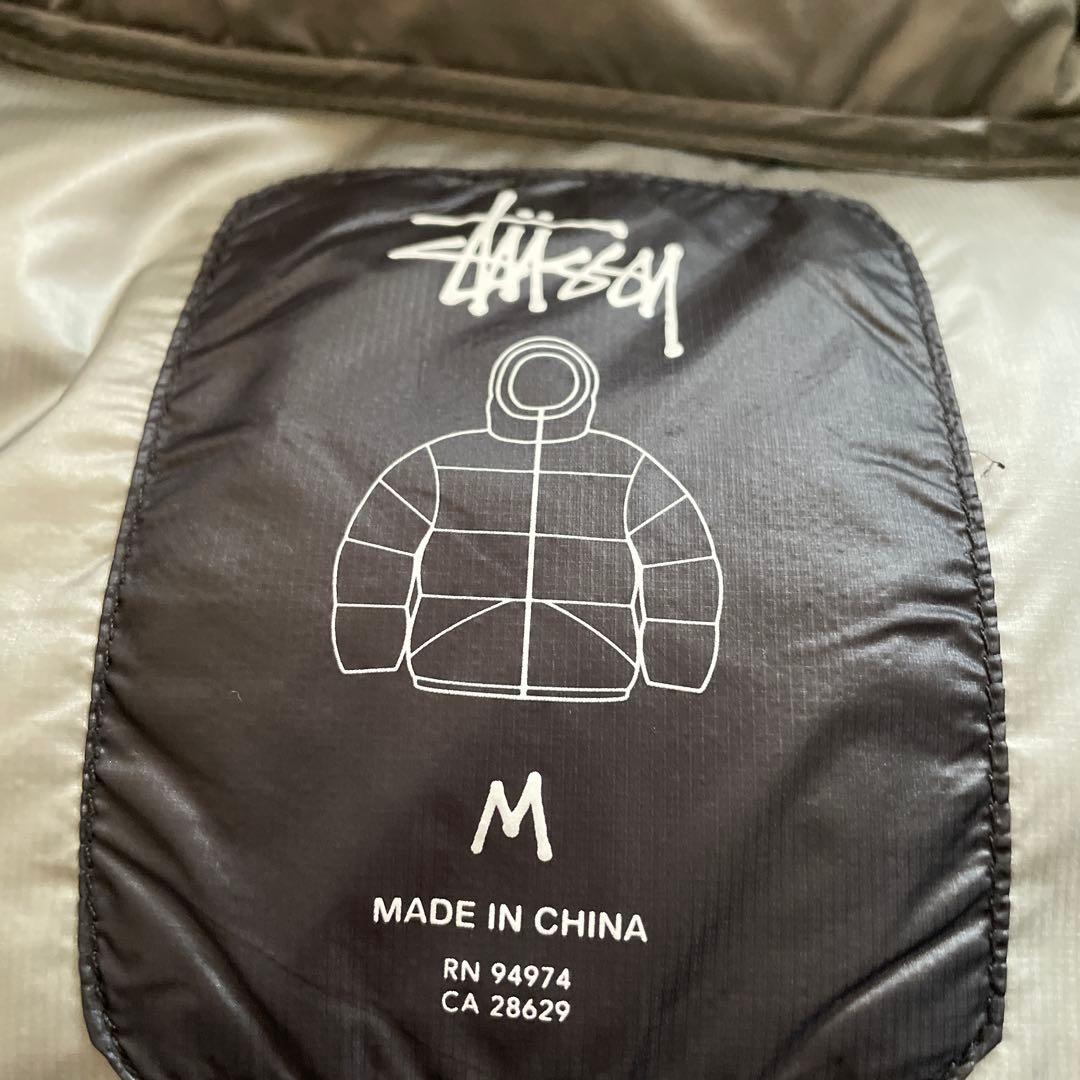 Stüssy
M
MADE IN CHINA
RN 94974
CA 28629